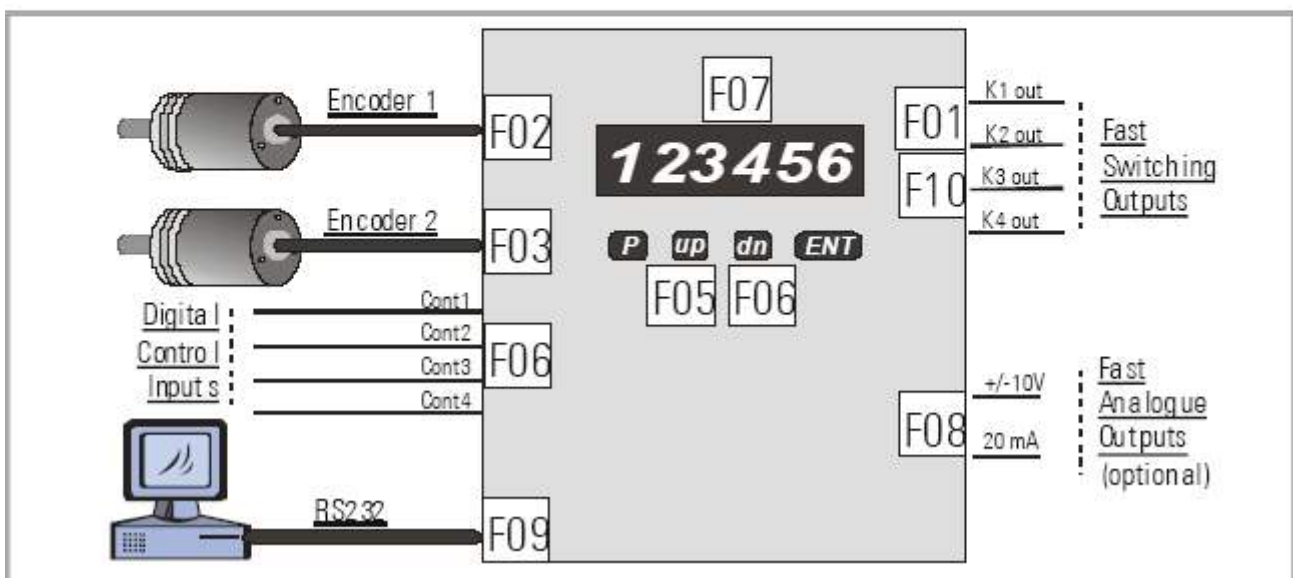 Encoder 1
F02
Encoder 2
F03
Digital
Control
Inputs
Cont1
Cont2
Cont3
Cont4
F06
RS232
F09
F07
123456
P up dn ENT
F05 F06
F01
F10
K1 out
K2 out
K3 out
K4 out
Fast
Switching
Outputs
F08
+/-10V
20 mA
Fast
Analogue
Outputs
(optional)